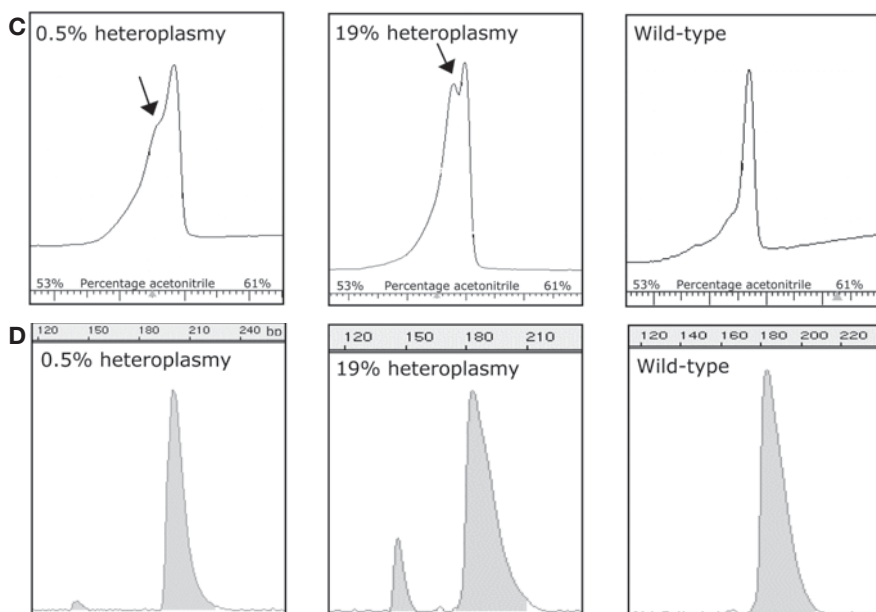 C
0.5% heteroplasmy
19% heteroplasmy
Wild-type
53% Percentage acetonitrile 61%
53% Percentage acetonitrile 61%
53% Percentage acetonitrile 61%
D
120 150 190 210 240 bp
0.5% heteroplasmy
120 180 210
19% heteroplasmy
120 140 160 180 200 220
Wild-type